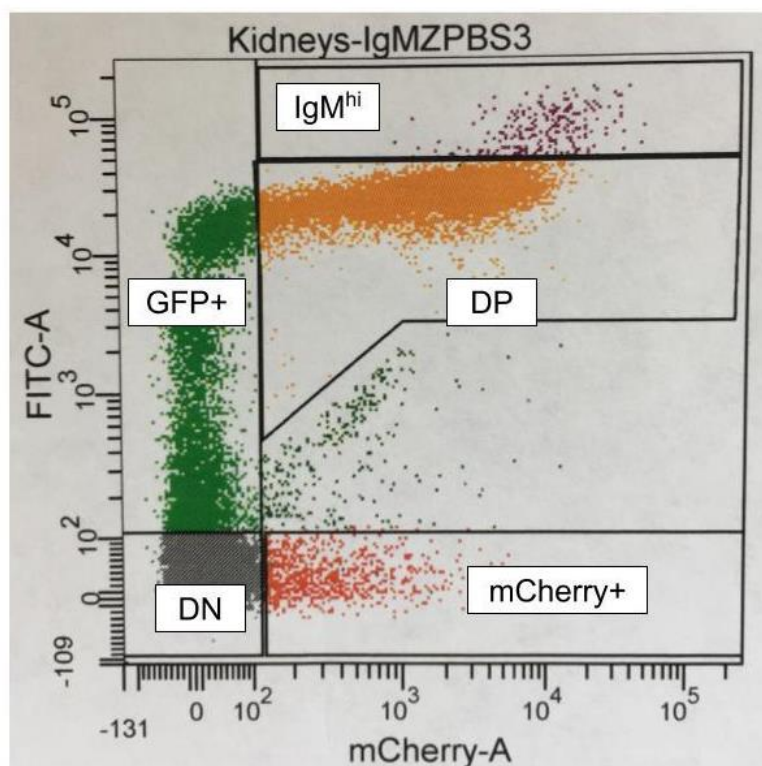 Kidneys-IgMZPBS3
IgMhi
GFP+
DP
DN
mCherry+
FITC-A
10^5
10^4
10^3
10^2
0
-109
-131
0
10^2
10^3
10^4
10^5
mCherry-A